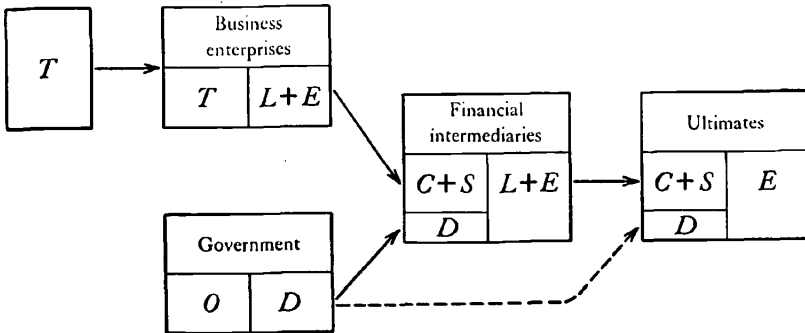 T
Business
enterprises
T L+E
Financial
intermediaries
C+S L+E
D
Ultimates
C+S E
D
Government
O D